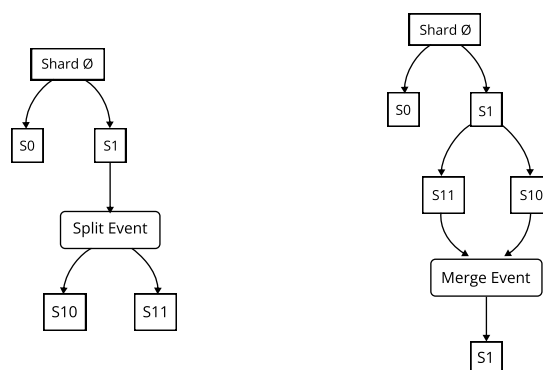 Shard Ø
S0
S1
Split Event
S10
S11
Shard Ø
S0
S1
S11
S10
Merge Event
S1